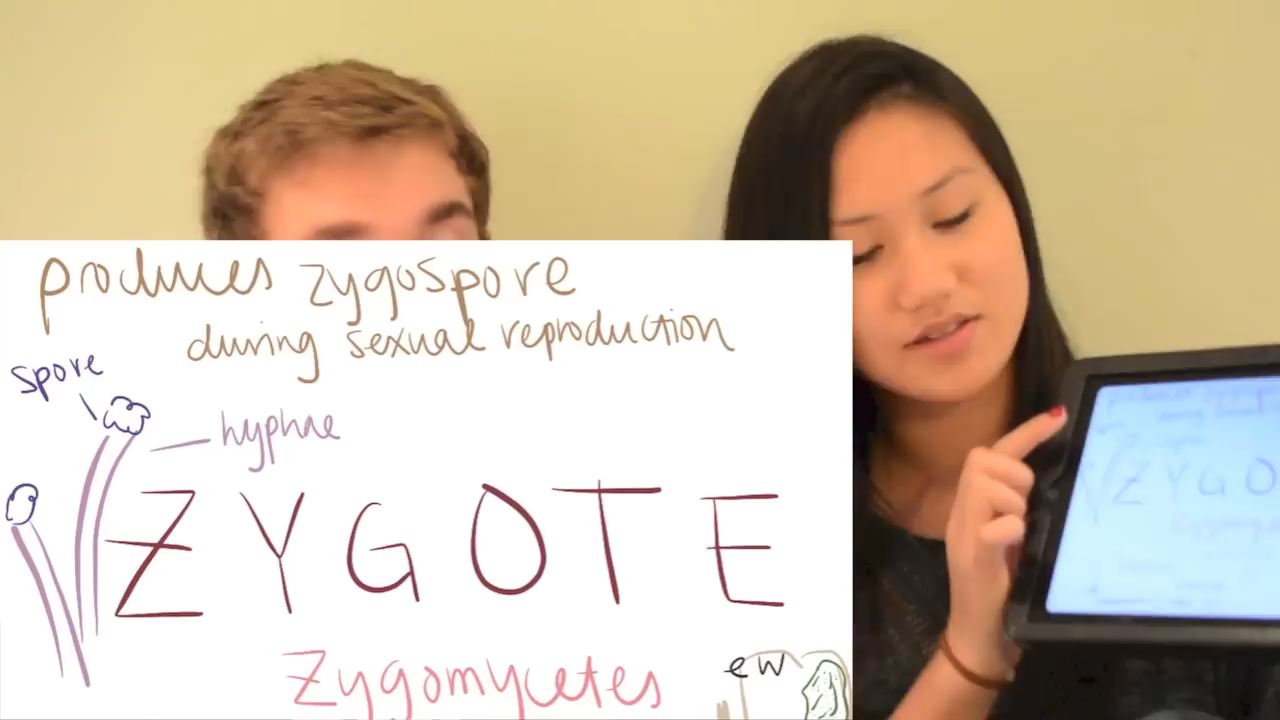 produces zygospore
during sexual reproduction
spore
hyphae
ZYGOTE
Zygomycetes
ew